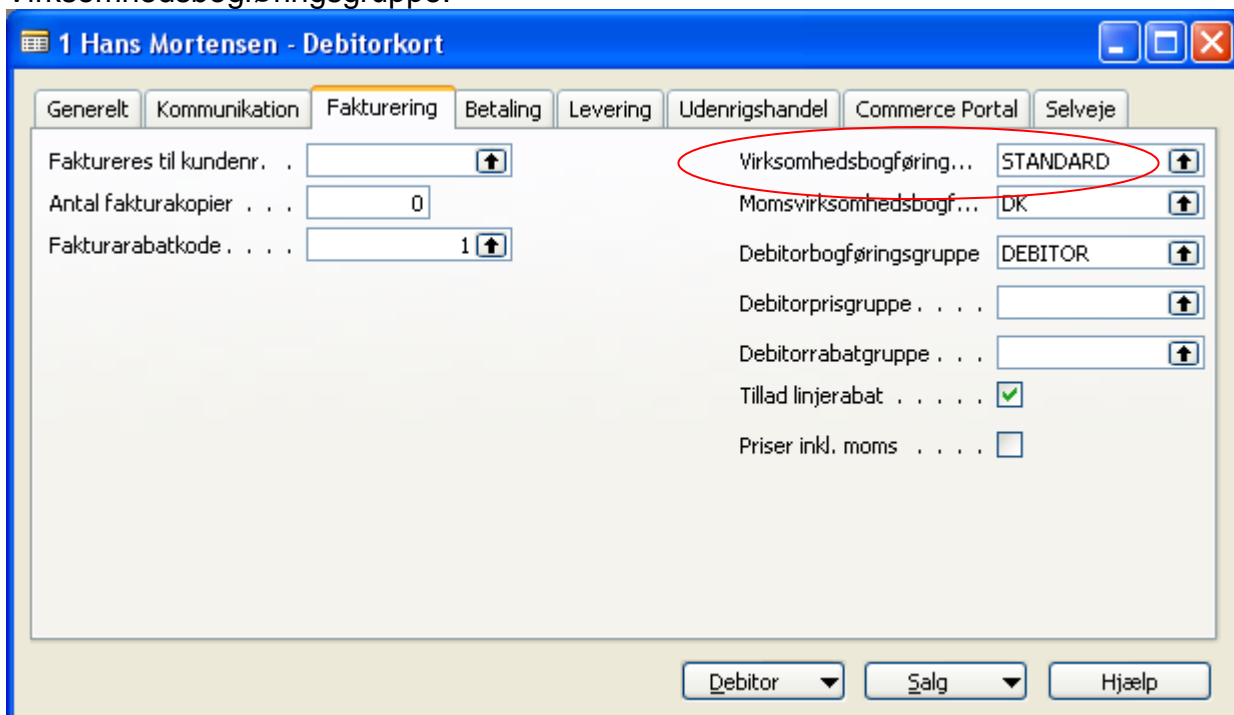 Virksomhedsbogføringsgruppe.
1 Hans Mortensen - Debitorkort
Generelt Kommunikation Fakturering Betaling Levering Udenrigshandel Commerce Portal Selveje
Faktureres til kundenr. .
Antal fakturakopier . . . 0
Fakturarabatkode . . . . 1
Virksomhedsbogføring... STANDARD
Momsvirksomhedsbogf... DK
Debitorbogføringsgruppe DEBITOR
Debitorprisgruppe . . . .
Debitorrabatgruppe . . .
Tillad linjerabat . . . . .
Priser inkl. moms . . . .
Debitor Salg Hjælp